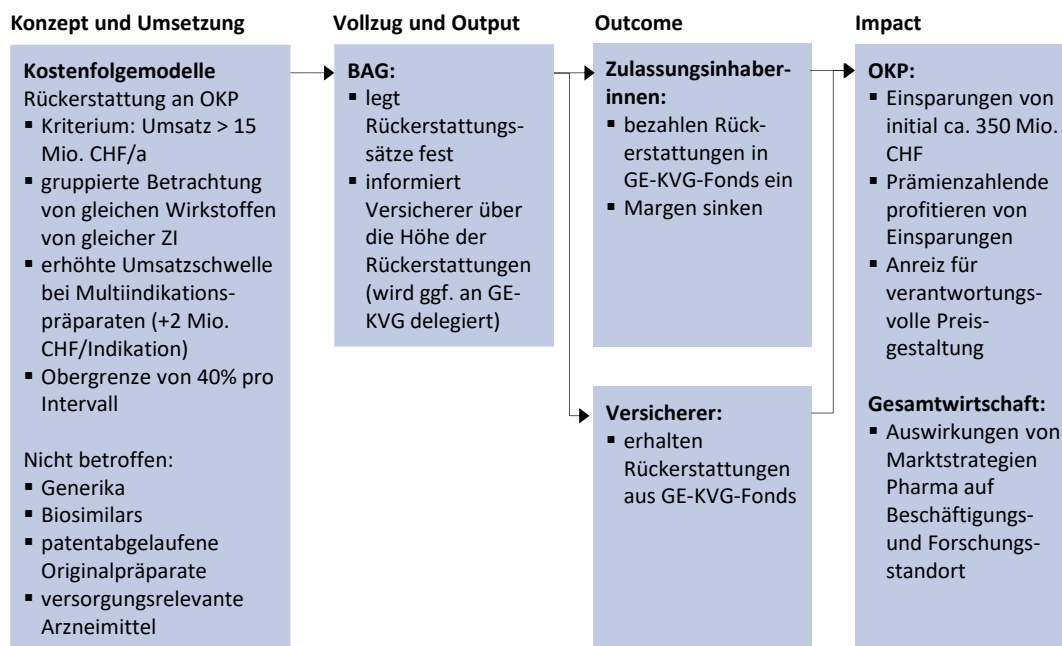 Konzept und Umsetzung
Kostenfolgemodelle
Rückerstattung an OKP
▪ Kriterium: Umsatz > 15
Mio. CHF/a
▪ gruppierte Betrachtung
von gleichen Wirkstoffen
von gleicher ZI
▪ erhöhte Umsatzschwelle
bei Multiindikations-
präparaten (+2 Mio.
CHF/Indikation)
▪ Obergrenze von 40% pro
Intervall
Nicht betroffen:
▪ Generika
▪ Biosimilars
▪ patentabgelaufene
Originalpräparate
▪ versorgungsrelevante
Arzneimittel
Vollzug und Output
BAG:
▪ legt
Rückerstattungs-
sätze fest
▪ informiert
Versicherer über
die Höhe der
Rückerstattungen
(wird ggf. an GE-
KVG delegiert)
Outcome
Zulassungsinhaber-
innen:
▪ bezahlen Rück-
erstattungen in
GE-KVG-Fonds ein
▪ Margen sinken
Versicherer:
▪ erhalten
Rückerstattungen
aus GE-KVG-Fonds
Impact
OKP:
▪ Einsparungen von
initial ca. 350 Mio.
CHF
▪ Prämienzahlende
profitieren von
Einsparungen
▪ Anreiz für
verantwortungs-
volle Preis-
gestaltung
Gesamtwirtschaft:
▪ Auswirkungen von
Marktstrategien
Pharma auf
Beschäftigungs-
und Forschungs-
standort